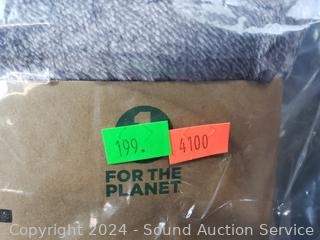 199.
4100
FOR THE
PLANET
Copyright 2024 - Sound Auction Service